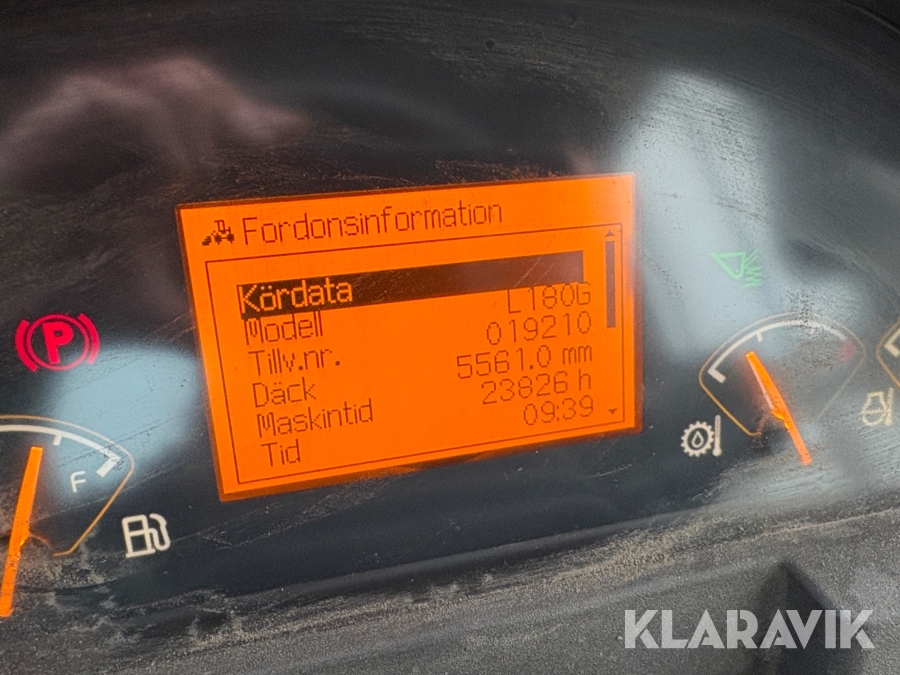 Fordonsinformation
Kördata
Modell L180G
Tillv.nr. 019210
Däck 5561.0 mm
Maskintid 23826 h
Tid 09:39
P
F
KLARAVIK